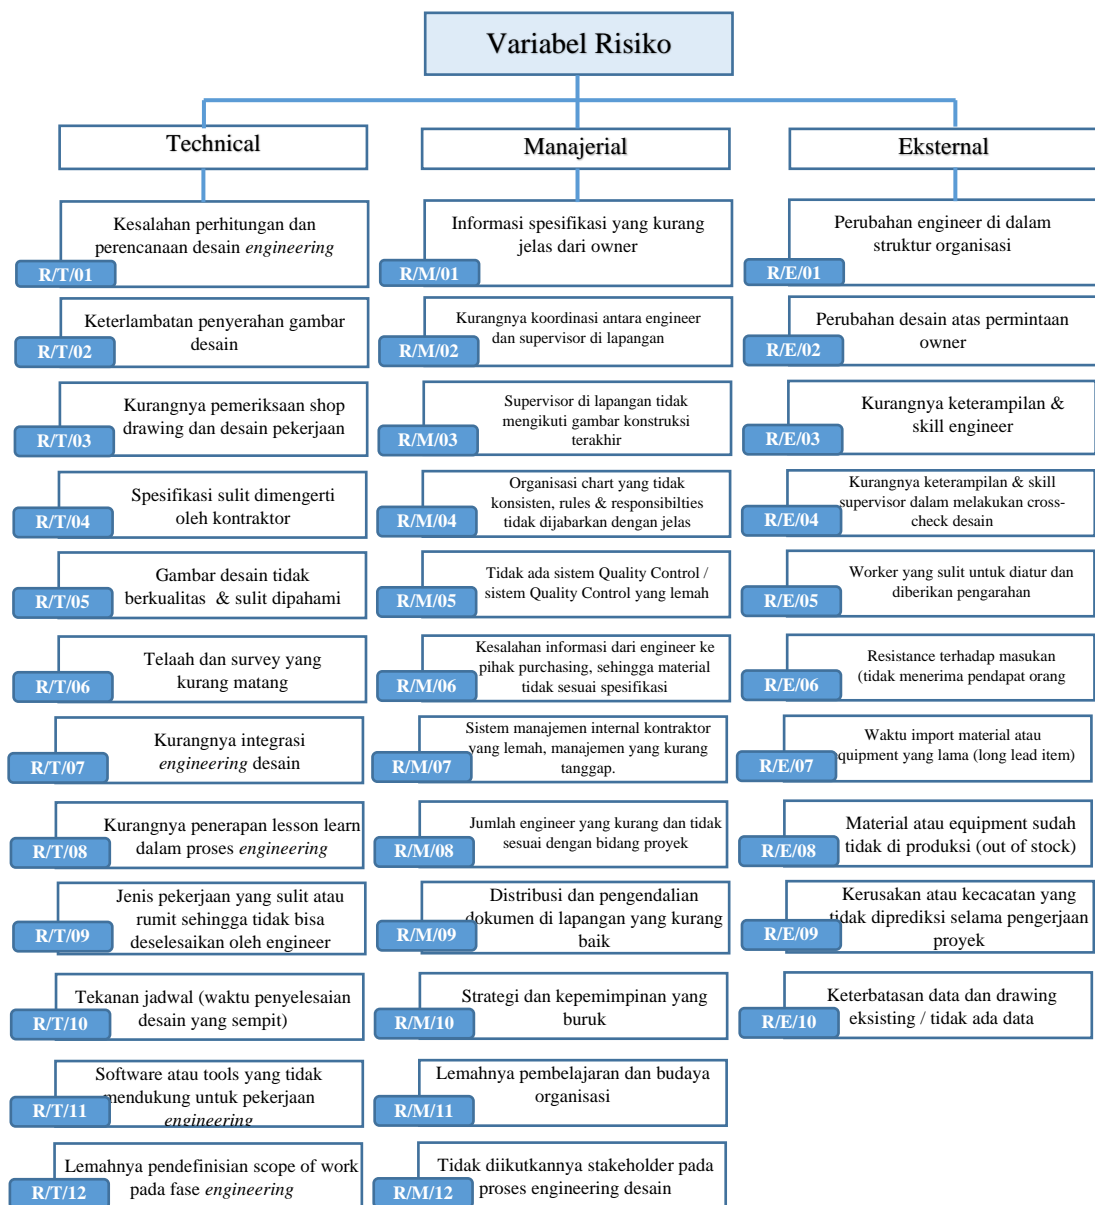 Variabel Risiko
Technical
Kesalahan perhitungan dan
perencanaan desain engineering
R/T/01
Keterlambatan penyerahan gambar
desain
R/T/02
Kurangnya pemeriksaan shop
drawing dan desain pekerjaan
R/T/03
Spesifikasi sulit dimengerti
oleh kontraktor
R/T/04
Gambar desain tidak
berkualitas & sulit dipahami
R/T/05
Telaah dan survey yang
kurang matang
R/T/06
Kurangnya integrasi
engineering desain
R/T/07
Kurangnya penerapan lesson learn
dalam proses engineering
R/T/08
Jenis pekerjaan yang sulit atau
rumit sehingga tidak bisa
deselesaikan oleh engineer
R/T/09
Tekanan jadwal (waktu penyelesaian
desain yang sempit)
R/T/10
Software atau tools yang tidak
mendukung untuk pekerjaan
engineering
R/T/11
Lemahnya pendefinisian scope of work
pada fase engineering
R/T/12
Manajerial
Informasi spesifikasi yang kurang
jelas dari owner
R/M/01
Kurangnya koordinasi antara engineer
dan supervisor di lapangan
R/M/02
Supervisor di lapangan tidak
mengikuti gambar konstruksi
terakhir
R/M/03
Organisasi chart yang tidak
konsisten, rules & responsibilties
tidak dijabarkan dengan jelas
R/M/04
Tidak ada sistem Quality Control /
sistem Quality Control yang lemah
R/M/05
Kesalahan informasi dari engineer ke
pihak purchasing, sehingga material
tidak sesuai spesifikasi
R/M/06
Sistem manajemen internal kontraktor
yang lemah, manajemen yang kurang
tanggap.
R/M/07
Jumlah engineer yang kurang dan tidak
sesuai dengan bidang proyek
R/M/08
Distribusi dan pengendalian
dokumen di lapangan yang kurang
baik
R/M/09
Strategi dan kepemimpinan yang
buruk
R/M/10
Lemahnya pembelajaran dan budaya
organisasi
R/M/11
Tidak diikutkannya stakeholder pada
proses engineering desain
R/M/12
Eksternal
Perubahan engineer di dalam
struktur organisasi
R/E/01
Perubahan desain atas permintaan
owner
R/E/02
Kurangnya keterampilan &
skill engineer
R/E/03
Kurangnya keterampilan & skill
supervisor dalam melakukan cross-
check desain
R/E/04
Worker yang sulit untuk diatur dan
diberikan pengarahan
R/E/05
Resistance terhadap masukan
(tidak menerima pendapat orang
R/E/06
Waktu import material atau
equipment yang lama (long lead item)
R/E/07
Material atau equipment sudah
tidak di produksi (out of stock)
R/E/08
Kerusakan atau kecacatan yang
tidak diprediksi selama pengerjaan
proyek
R/E/09
Keterbatasan data dan drawing
eksisting / tidak ada data
R/E/10